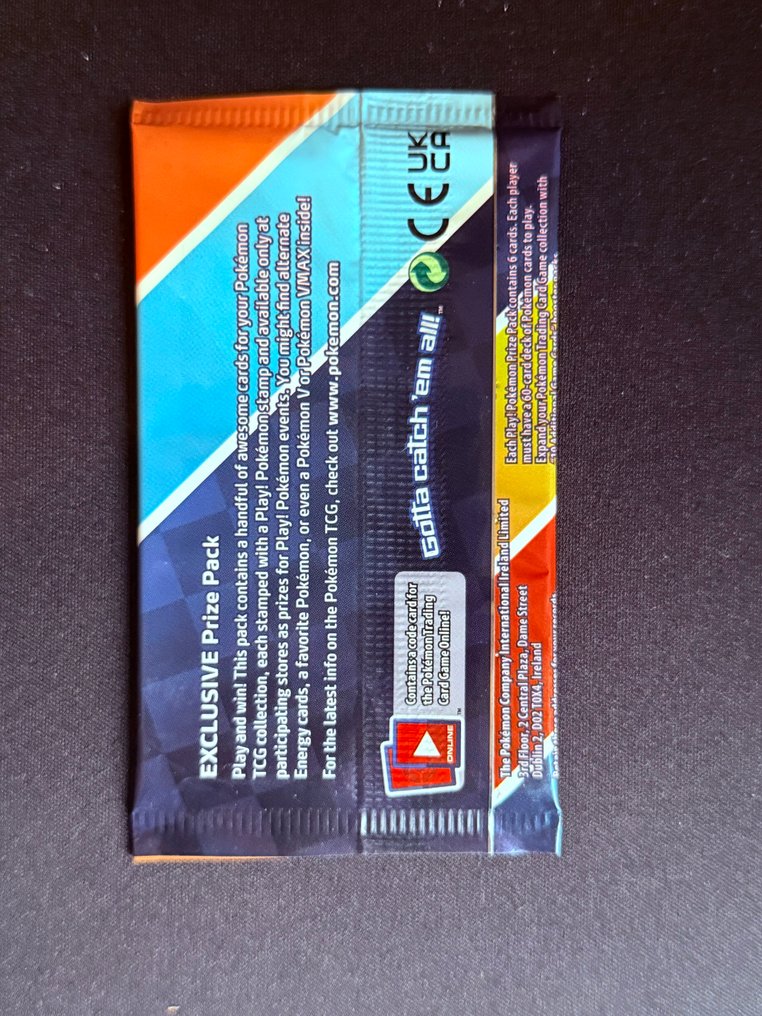 EXCLUSIVE Prize Pack
Play and win! This pack contains a handful of awesome cards for your Pokémon
TCG collection, each stamped with a Play! Pokémon stamp and available only at
participating stores as prizes for Play! Pokémon events. You might find alternate
Energy cards, a favorite Pokémon, or even a Pokémon V or Pokémon VMAX inside!
For the latest info on the Pokémon TCG, check out www.pokemon.com
ONLINE
TM
Contains a code card for
the Pokémon Trading
Card Game Online!
Gotta catch 'em all!™
CE
UK
CA
The Pokémon Company International Ireland Limited
3rd Floor, 2 Central Plaza, Dame Street
Dublin 2, D02 T0X4, Ireland
Each Play! Pokémon Prize Pack contains 6 cards. Each player
must have a 60-card deck of Pokémon cards to play.
Expand your Pokémon Trading Card Game collection with